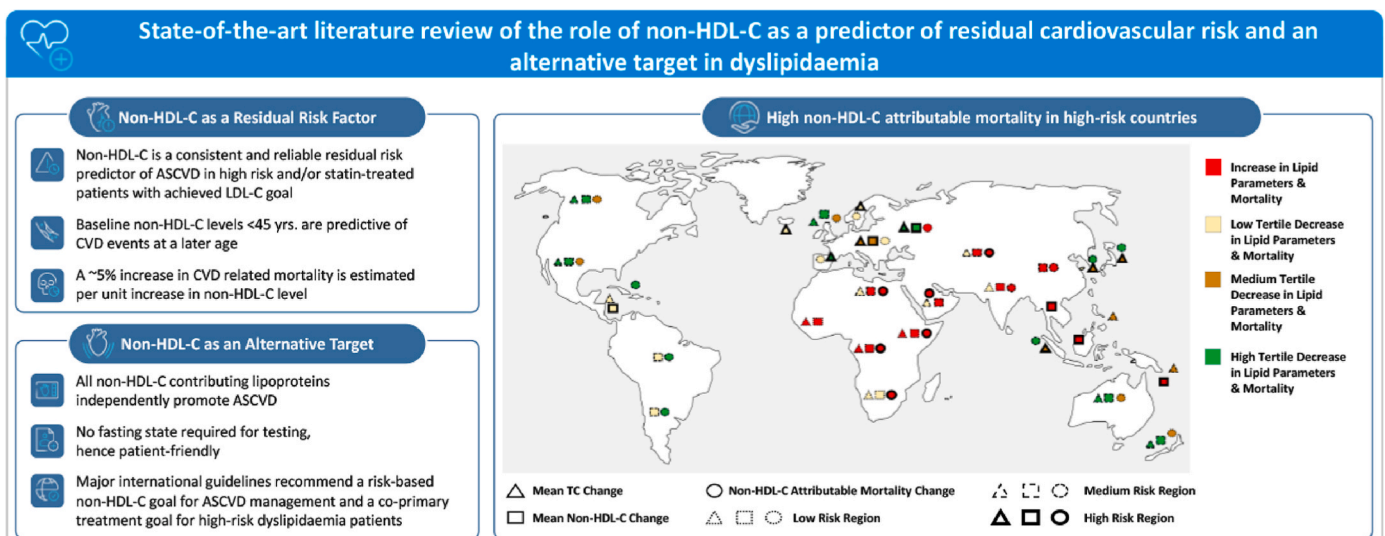 State-of-the-art literature review of the role of non-HDL-C as a predictor of residual cardiovascular risk and an
alternative target in dyslipidaemia
Non-HDL-C as a Residual Risk Factor
Non-HDL-C is a consistent and reliable residual risk
predictor of ASCVD in high risk and/or statin-treated
patients with achieved LDL-C goal
Baseline non-HDL-C levels <45 yrs. are predictive of
CVD events at a later age
A ~5% increase in CVD related mortality is estimated
per unit increase in non-HDL-C level
Non-HDL-C as an Alternative Target
All non-HDL-C contributing lipoproteins
independently promote ASCVD
No fasting state required for testing,
hence patient-friendly
Major international guidelines recommend a risk-based
non-HDL-C goal for ASCVD management and a co-primary
treatment goal for high-risk dyslipidaemia patients
High non-HDL-C attributable mortality in high-risk countries
Increase in Lipid
Parameters &
Mortality
Low Tertile Decrease
in Lipid Parameters
& Mortality
Medium Tertile
Decrease in Lipid
Parameters &
Mortality
High Tertile Decrease
in Lipid Parameters
& Mortality
Mean TC Change
Non-HDL-C Attributable Mortality Change
Medium Risk Region
Mean Non-HDL-C Change
Low Risk Region
High Risk Region